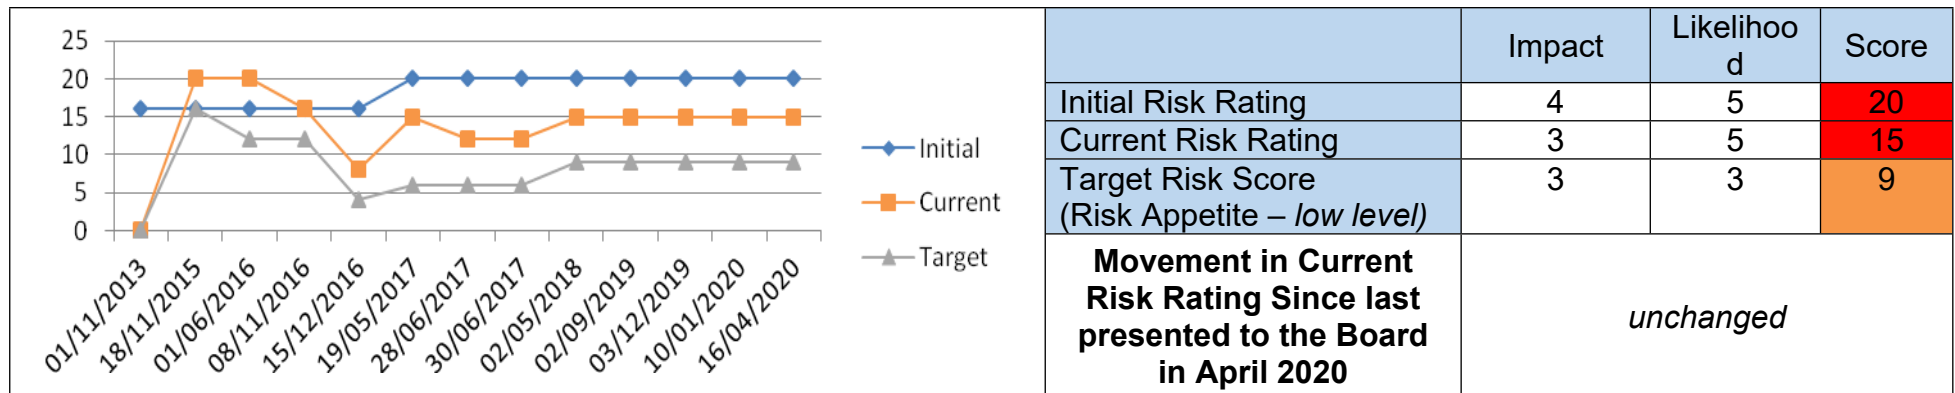 25
20
15
10
5
0
01/11/2013
18/11/2015
01/06/2016
08/11/2016
15/12/2016
19/05/2017
28/06/2017
30/06/2017
02/05/2018
02/09/2019
03/12/2019
10/01/2020
16/04/2020
Initial
Current
Target
Impact
Likelihoo
d
Score
Initial Risk Rating 4 5 20
Current Risk Rating 3 5 15
Target Risk Score 3 3 9
(Risk Appetite – low level)
Movement in Current
Risk Rating Since last
presented to the Board
in April 2020
unchanged